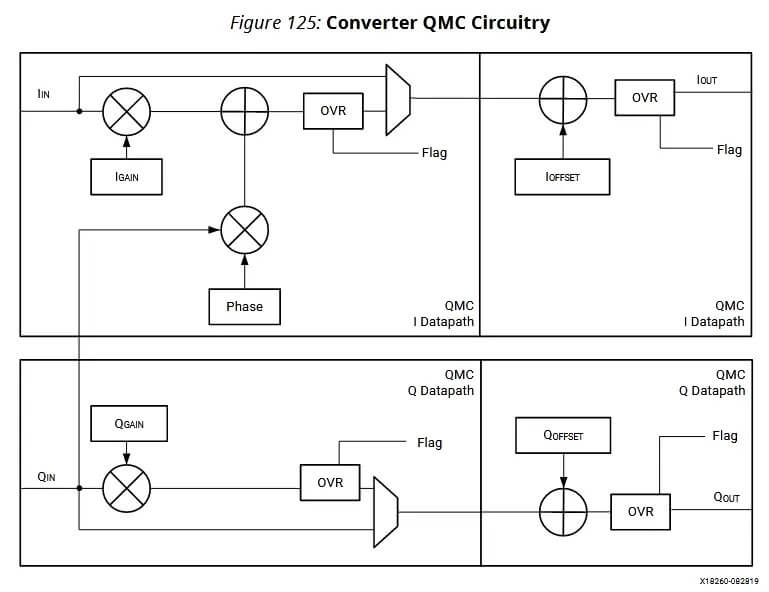 Figure 125: Converter QMC Circuitry
IIN
OVR
Flag
IGAIN
Phase
QMC
I Datapath
IOUT
OVR
Flag
IOFFSET
QMC
I Datapath
QMC
Q Datapath
QGAIN
Flag
QIN
OVR
QMC
Q Datapath
QOFFSET
Flag
QOUT
OVR
X18260-082819